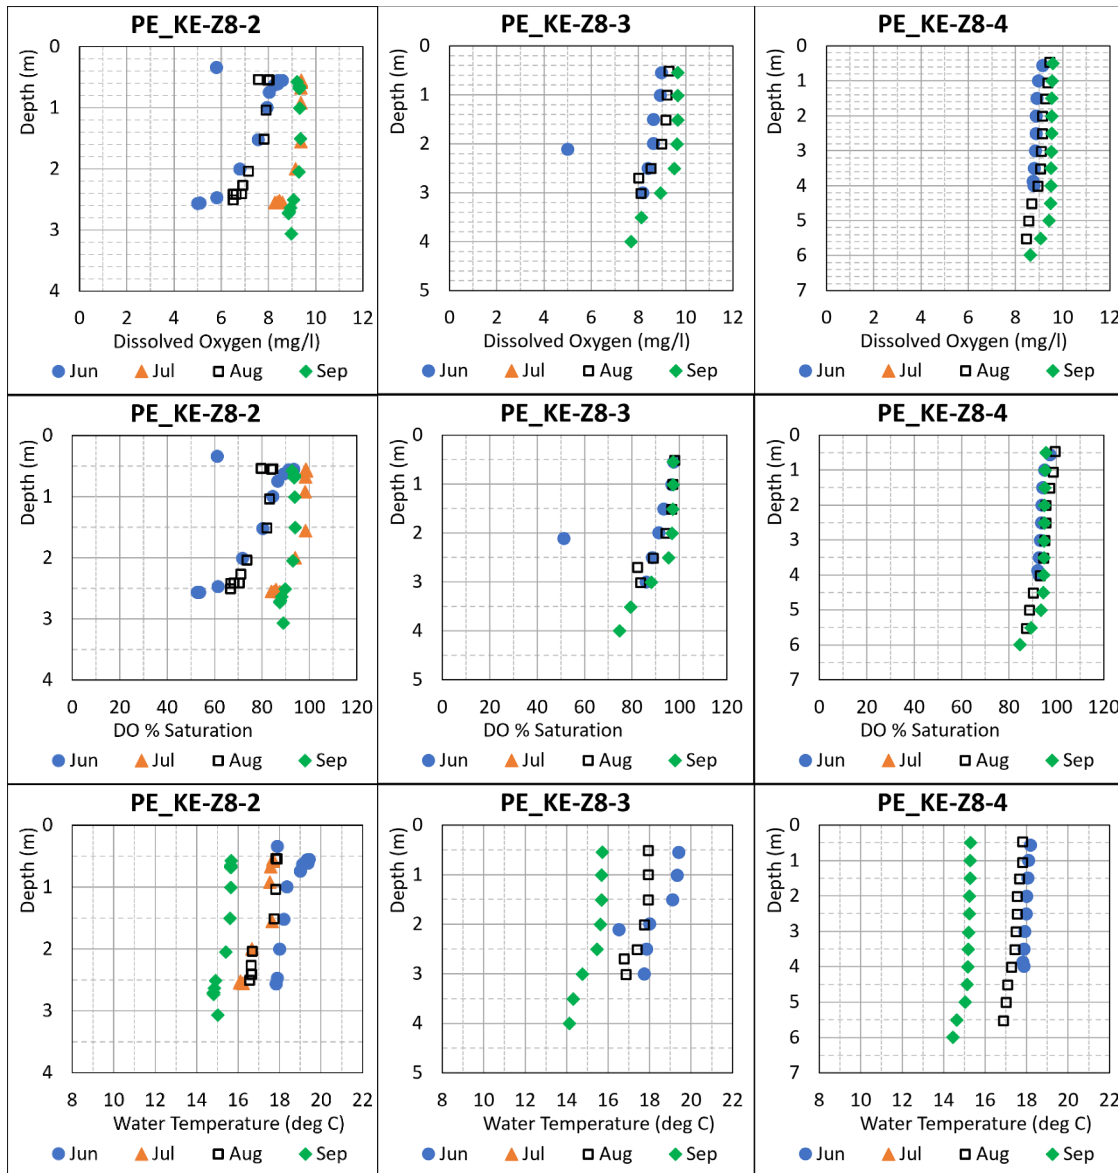 PE_KE-Z8-2
Depth (m)
0
1
2
3
4
0 2 4 6 8 10 12
Dissolved Oxygen (mg/l)
Jun Jul Aug Sep
PE_KE-Z8-3
Depth (m)
0
1
2
3
4
5
0 2 4 6 8 10 12
Dissolved Oxygen (mg/l)
Jun Jul Aug Sep
PE_KE-Z8-4
Depth (m)
0
1
2
3
4
5
6
7
0 2 4 6 8 10 12
Dissolved Oxygen (mg/l)
Jun Jul Aug Sep
PE_KE-Z8-2
Depth (m)
0
1
2
3
4
0 20 40 60 80 100 120
DO % Saturation
Jun Jul Aug Sep
PE_KE-Z8-3
Depth (m)
0
1
2
3
4
5
0 20 40 60 80 100 120
DO % Saturation
Jun Jul Aug Sep
PE_KE-Z8-4
Depth (m)
0
1
2
3
4
5
6
7
0 20 40 60 80 100 120
DO % Saturation
Jun Jul Aug Sep
PE_KE-Z8-2
Depth (m)
0
1
2
3
4
8 10 12 14 16 18 20 22
Water Temperature (deg C)
Jun Jul Aug Sep
PE_KE-Z8-3
Depth (m)
0
1
2
3
4
5
8 10 12 14 16 18 20 22
Water Temperature (deg C)
Jun Jul Aug Sep
PE_KE-Z8-4
Depth (m)
0
1
2
3
4
5
6
7
8 10 12 14 16 18 20 22
Water Temperature (deg C)
Jun Jul Aug Sep